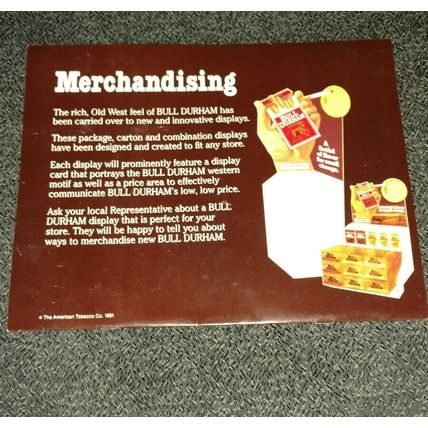 Merchandising
The rich, Old West feel of BULL DURHAM has
been carried over to new and innovative displays.
These package, carton and combination displays
have been designed and created to fit any store.
Each display will prominently feature a display
card that portrays the BULL DURHAM western
motif as well as a price area to effectively
communicate BULL DURHAM's low, low price.
Ask your local Representative about a BULL
DURHAM display that is perfect for your
store. They will be happy to tell you about
ways to merchandise new BULL DURHAM.
© The American Tobacco Co. 1991
BULL
DURHAM
$
A